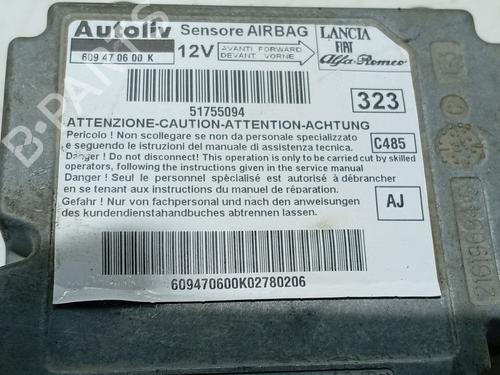 Autoliv
609 47 06 00 K
Sensore AIRBAG
12V
AVANTI FORWARD
DEVANT VORNE
LANCIA
FIAT
Alfa-Romeo
51755094
323
ATTENZIONE-CAUTION-ATTENTION-ACHTUNG
Pericolo ! Non scollegare se non da personale specializzato
e seguendo le istruzioni del manuale di assistenza tecnica.
C485
Danger ! Do not disconnect! This operation is only to be carried cut by skilled
operators, following the instructions given in the service manual
Danger ! Seul le personnel spécialisé est autorisé à débrancher
en se tenant aux instructions du manuel de réparation.
AJ
Gefahr ! Nur von fachpersonal und nach den anweisungen
des kundendiensthandbuches abtrennen lassen.
609470600K02780206
B-PARTS